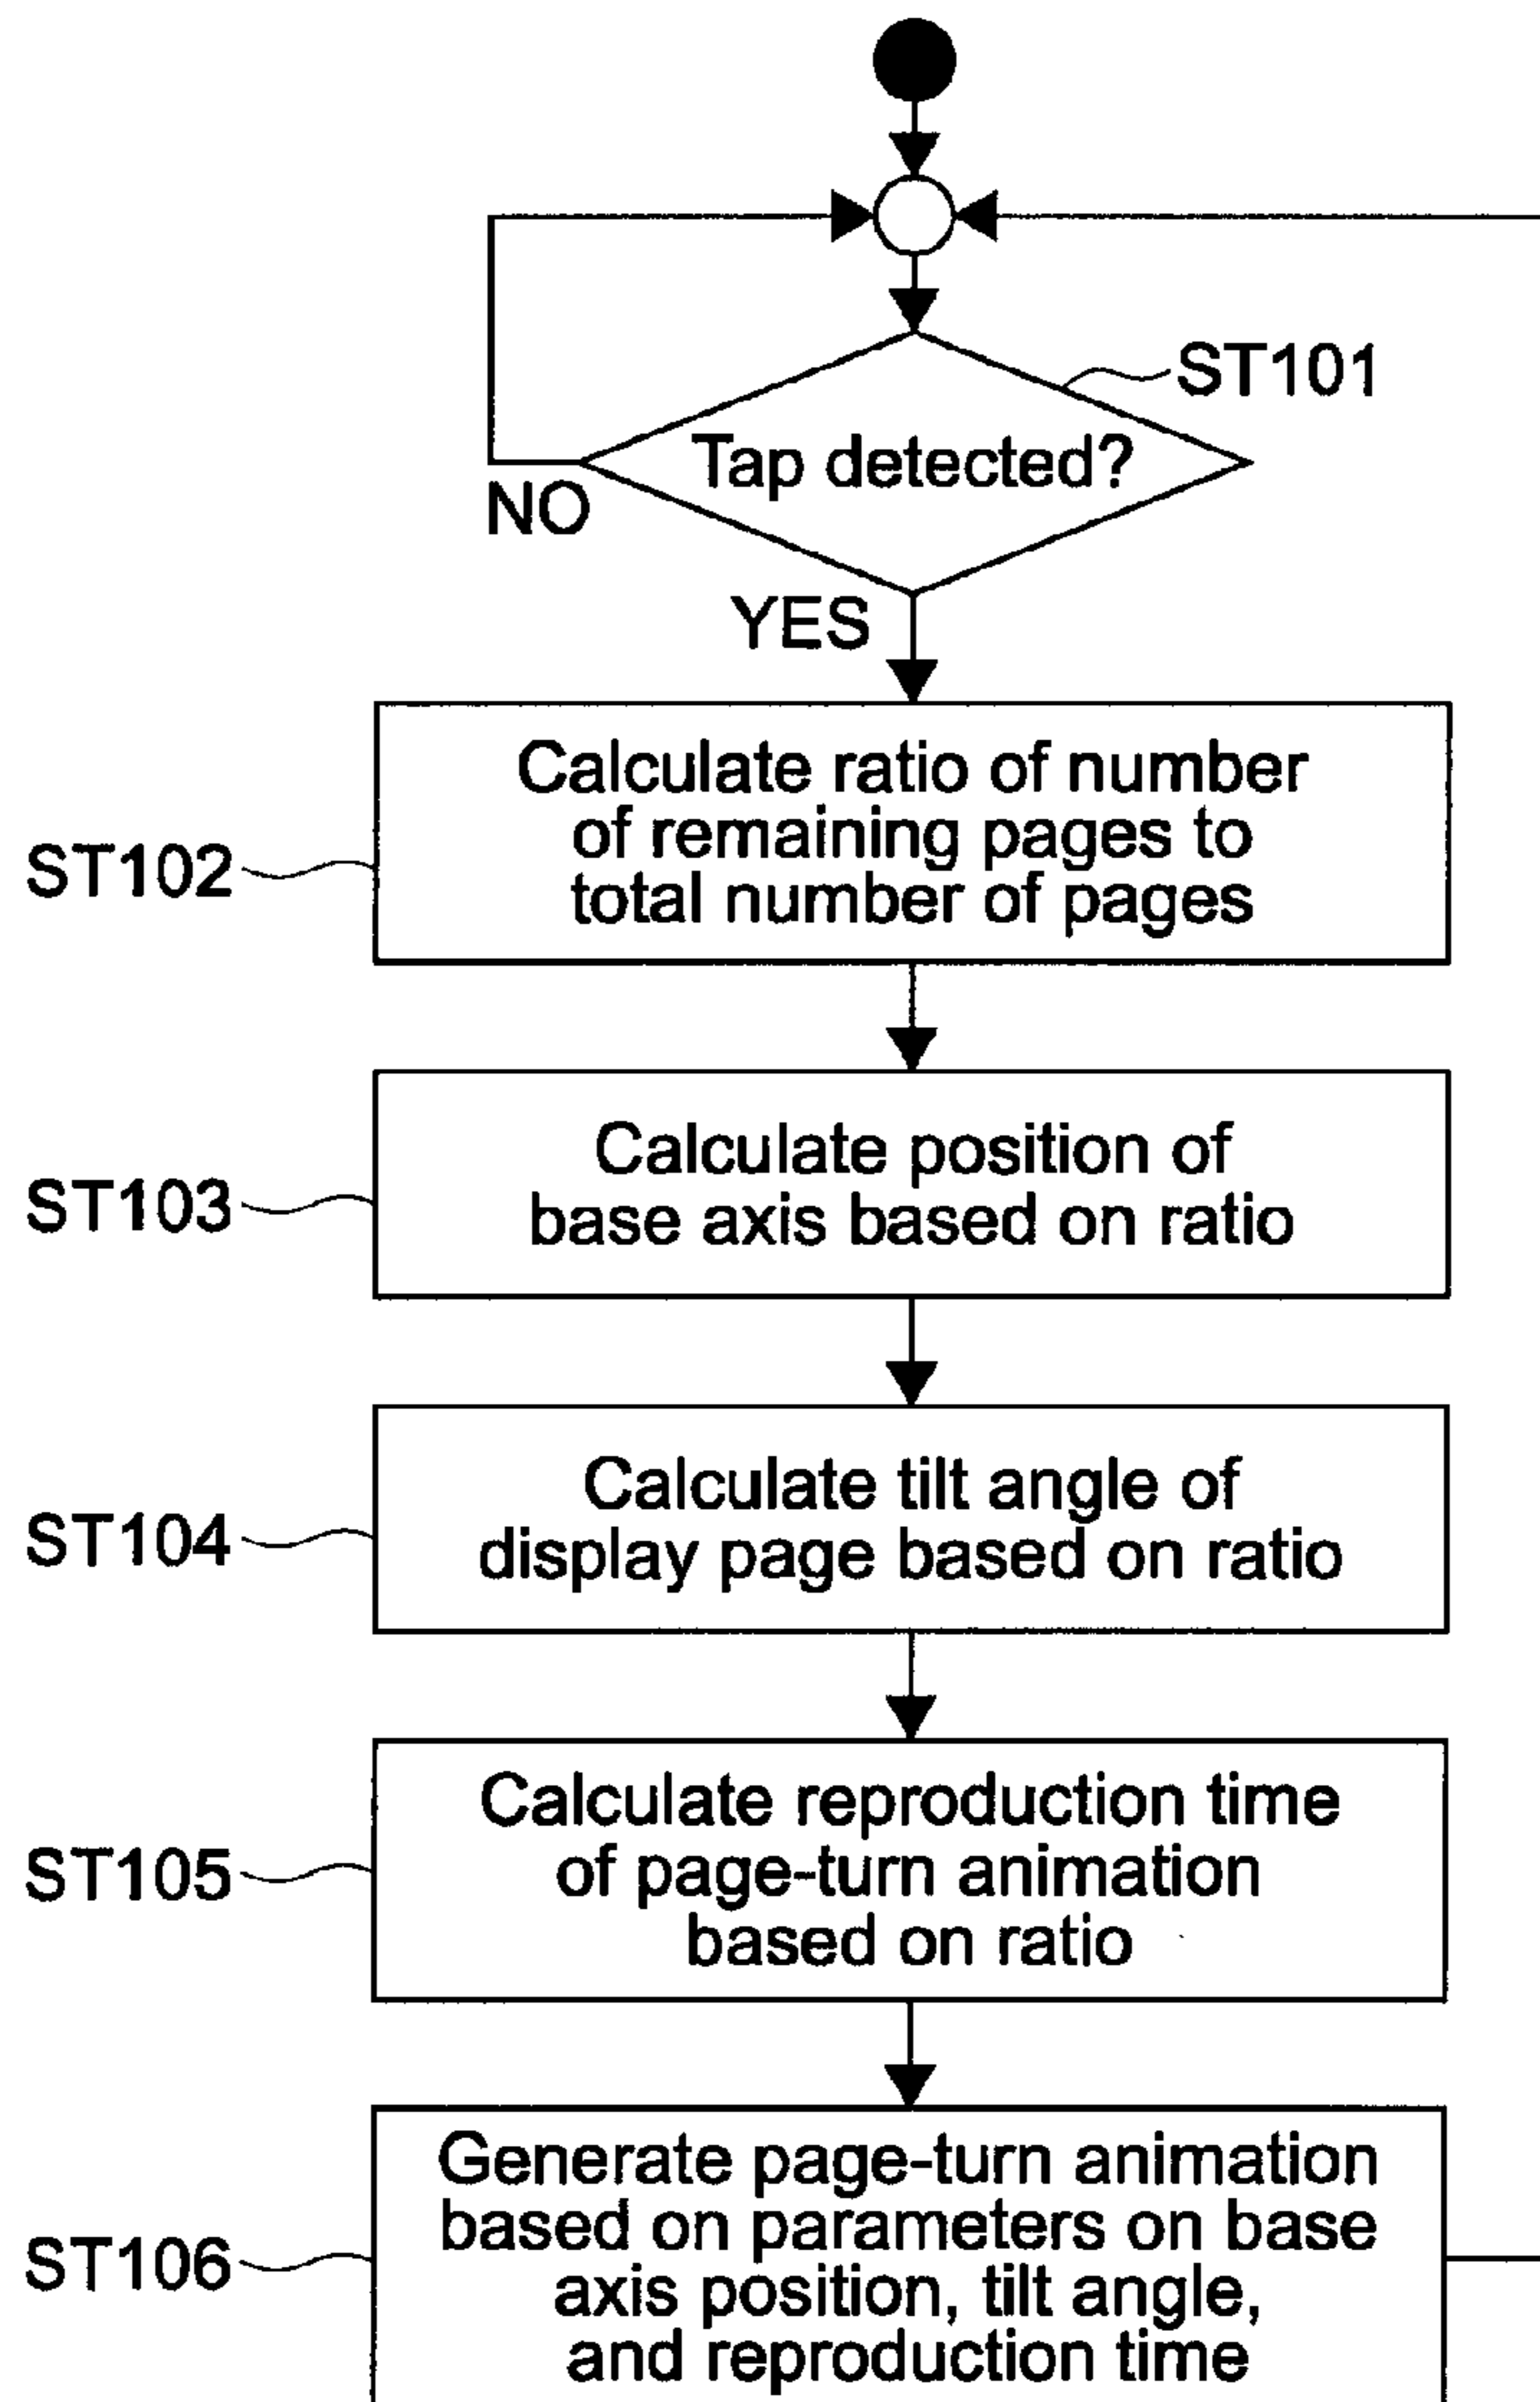 ST101
Tap detected?
NO
YES
Calculate ratio of number
of remaining pages to
total number of pages
ST102
Calculate position of
base axis based on ratio
ST103
Calculate tilt angle of
display page based on ratio
ST104
Calculate reproduction time
of page-turn animation
based on ratio
ST105
Generate page-turn animation
based on parameters on base
axis position, tilt angle,
and reproduction time
ST106